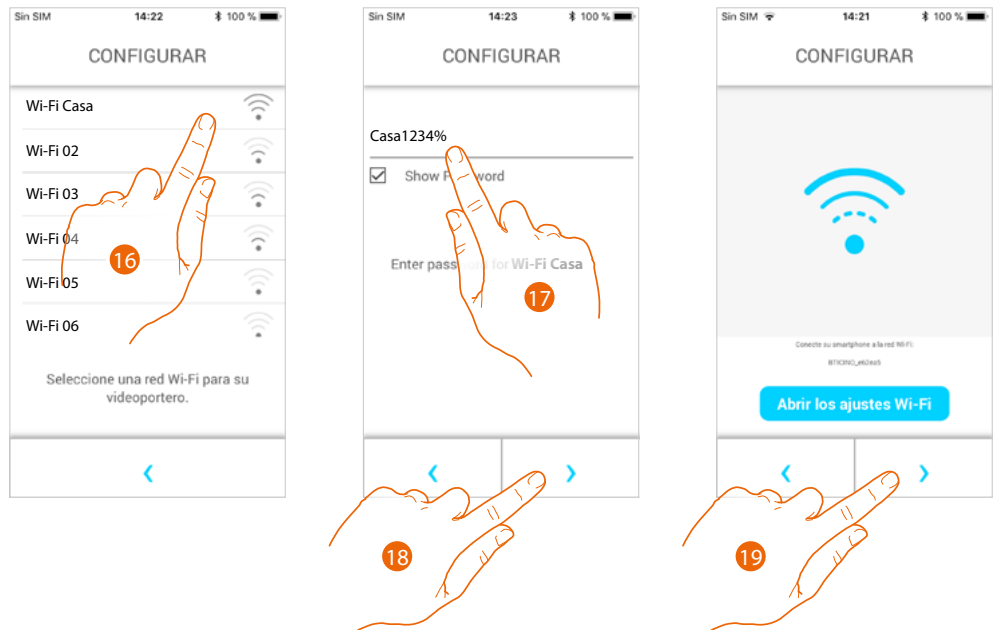 Sin SIM 14:22 100 %
CONFIGURAR
Wi-Fi Casa
Wi-Fi 02
Wi-Fi 03
Wi-Fi 04
Wi-Fi 05
Wi-Fi 06
Seleccione una red Wi-Fi para su
videoportero.
16
Sin SIM 14:23 100 %
CONFIGURAR
Casa1234%
Show Password
Enter password for Wi-Fi Casa
17
18
Sin SIM 14:21 100 %
CONFIGURAR
Conecte su smartphone a la red Wi-Fi:
BTICINO_e62ea5
Abrir los ajustes Wi-Fi
19